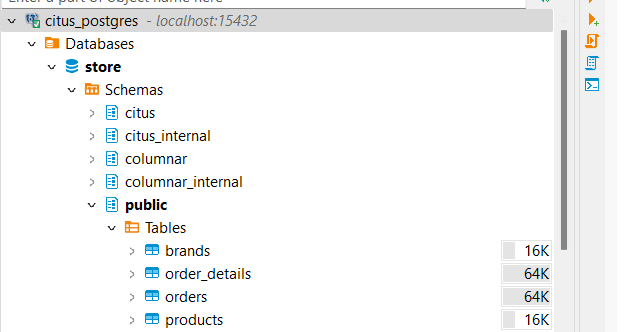 Enter a part of object name here
citus_postgres - localhost:15432
Databases
store
Schemas
citus
citus_internal
columnar
columnar_internal
public
Tables
brands 16K
order_details 64K
orders 64K
products 16K